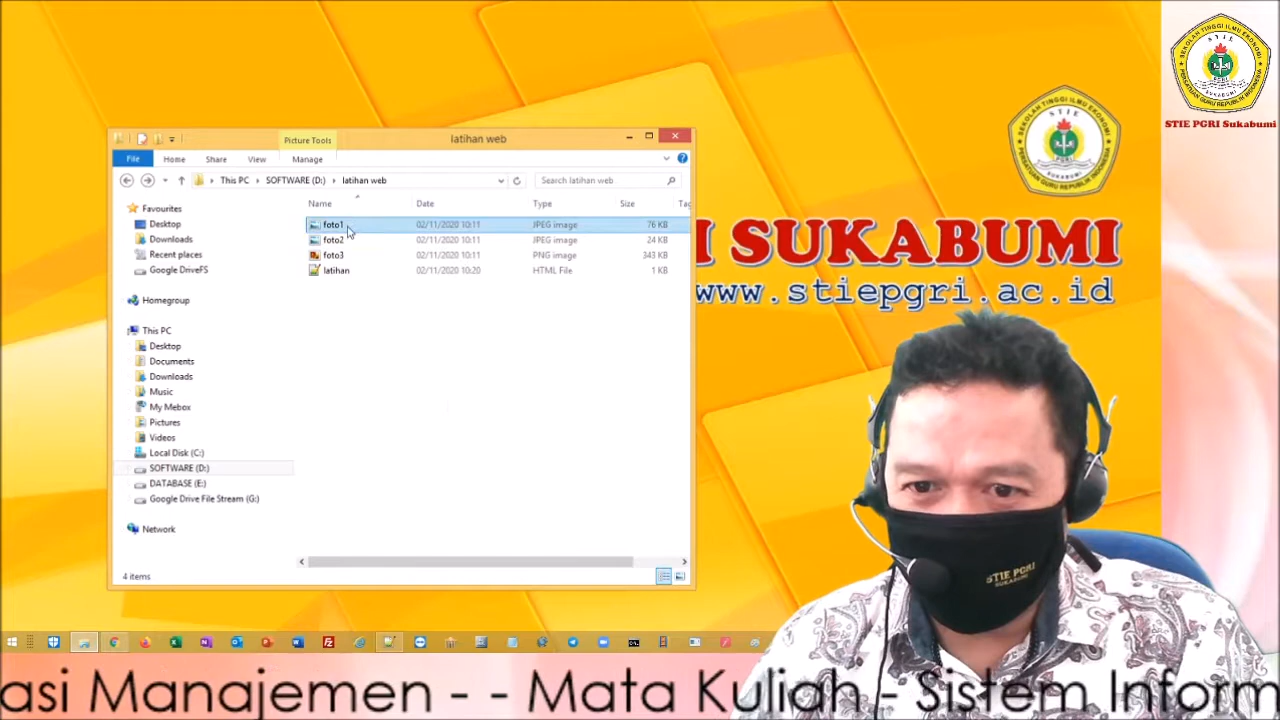 STIE PGRI Sukabumi
Picture Tools
latihan web
File Home Share View Manage
This PC SOFTWARE (D:) latihan web
Search latihan web
Name Date Type Size
foto1 02/11/2020 10:11 JPEG image 76 KB
foto2 02/11/2020 10:11 JPEG image 24 KB
foto3 02/11/2020 10:11 PNG image 343 KB
latihan 02/11/2020 10:20 HTML File 1 KB
Favourites
Desktop
Downloads
Recent places
Google DriveFS
Homegroup
This PC
Desktop
Documents
Downloads
Music
My Mebox
Pictures
Videos
Local Disk (C:)
SOFTWARE (D:)
DATABASE (E:)
Google Drive File Stream (G:)
Network
4 items
I SUKABUMI
www.stiepgri.ac.id
STIE PGRI
SUKABUMI
asi Manajemen - - Mata Kuliah - Sistem Inform